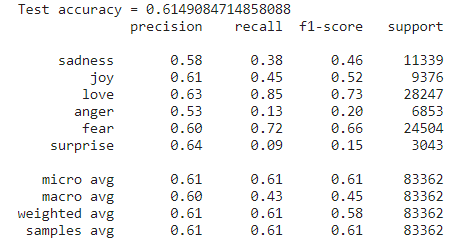 Test accuracy = 0.6149084714858088
precision recall f1-score support
sadness 0.58 0.38 0.46 11339
joy 0.61 0.45 0.52 9376
love 0.63 0.85 0.73 28247
anger 0.53 0.13 0.20 6853
fear 0.60 0.72 0.66 24504
surprise 0.64 0.09 0.15 3043
micro avg 0.61 0.61 0.61 83362
macro avg 0.60 0.43 0.45 83362
weighted avg 0.61 0.61 0.58 83362
samples avg 0.61 0.61 0.61 83362